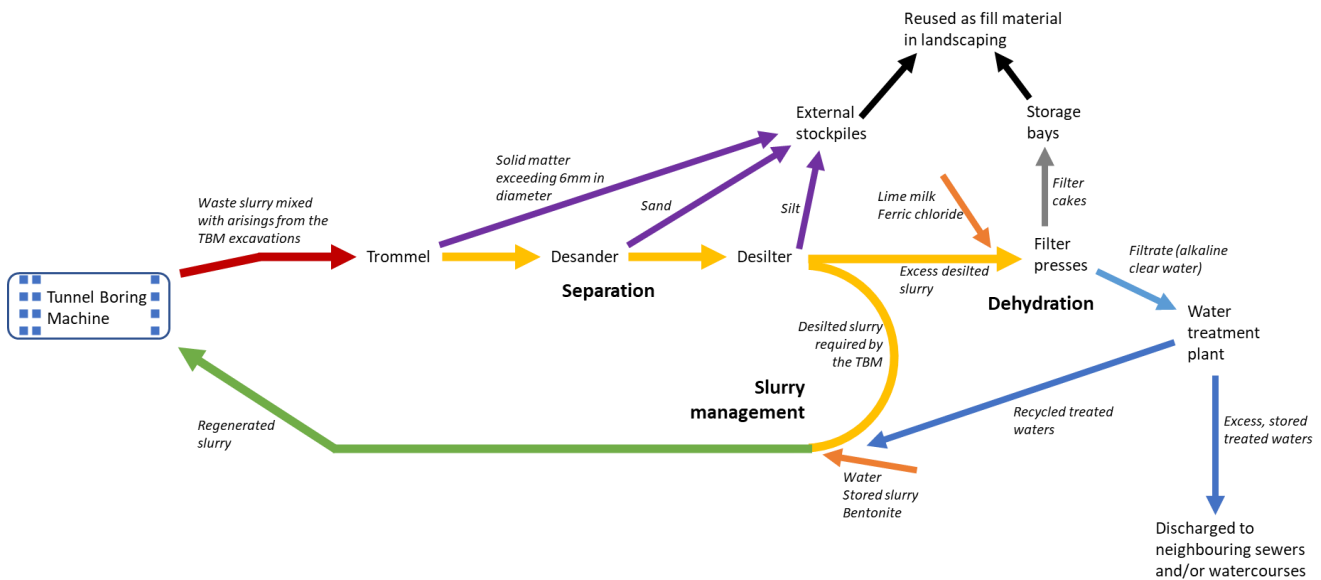 Reused as fill material
in landscaping
External
stockpiles
Storage
bays
Solid matter
exceeding 6mm in
diameter
Sand
Silt
Lime milk
Ferric chloride
Filter
cakes
Waste slurry mixed
with arisings from the
TBM excavations
Trommel
Desander
Desilter
Filter
presses
Filtrate (alkaline
clear water)
Excess desilted
slurry
Separation
Dehydration
Tunnel Boring
Machine
Water
treatment
plant
Desilted slurry
required by
the TBM
Slurry
management
Regenerated
slurry
Recycled treated
waters
Excess, stored
treated waters
Water
Stored slurry
Bentonite
Discharged to
neighbouring sewers
and/or watercourses